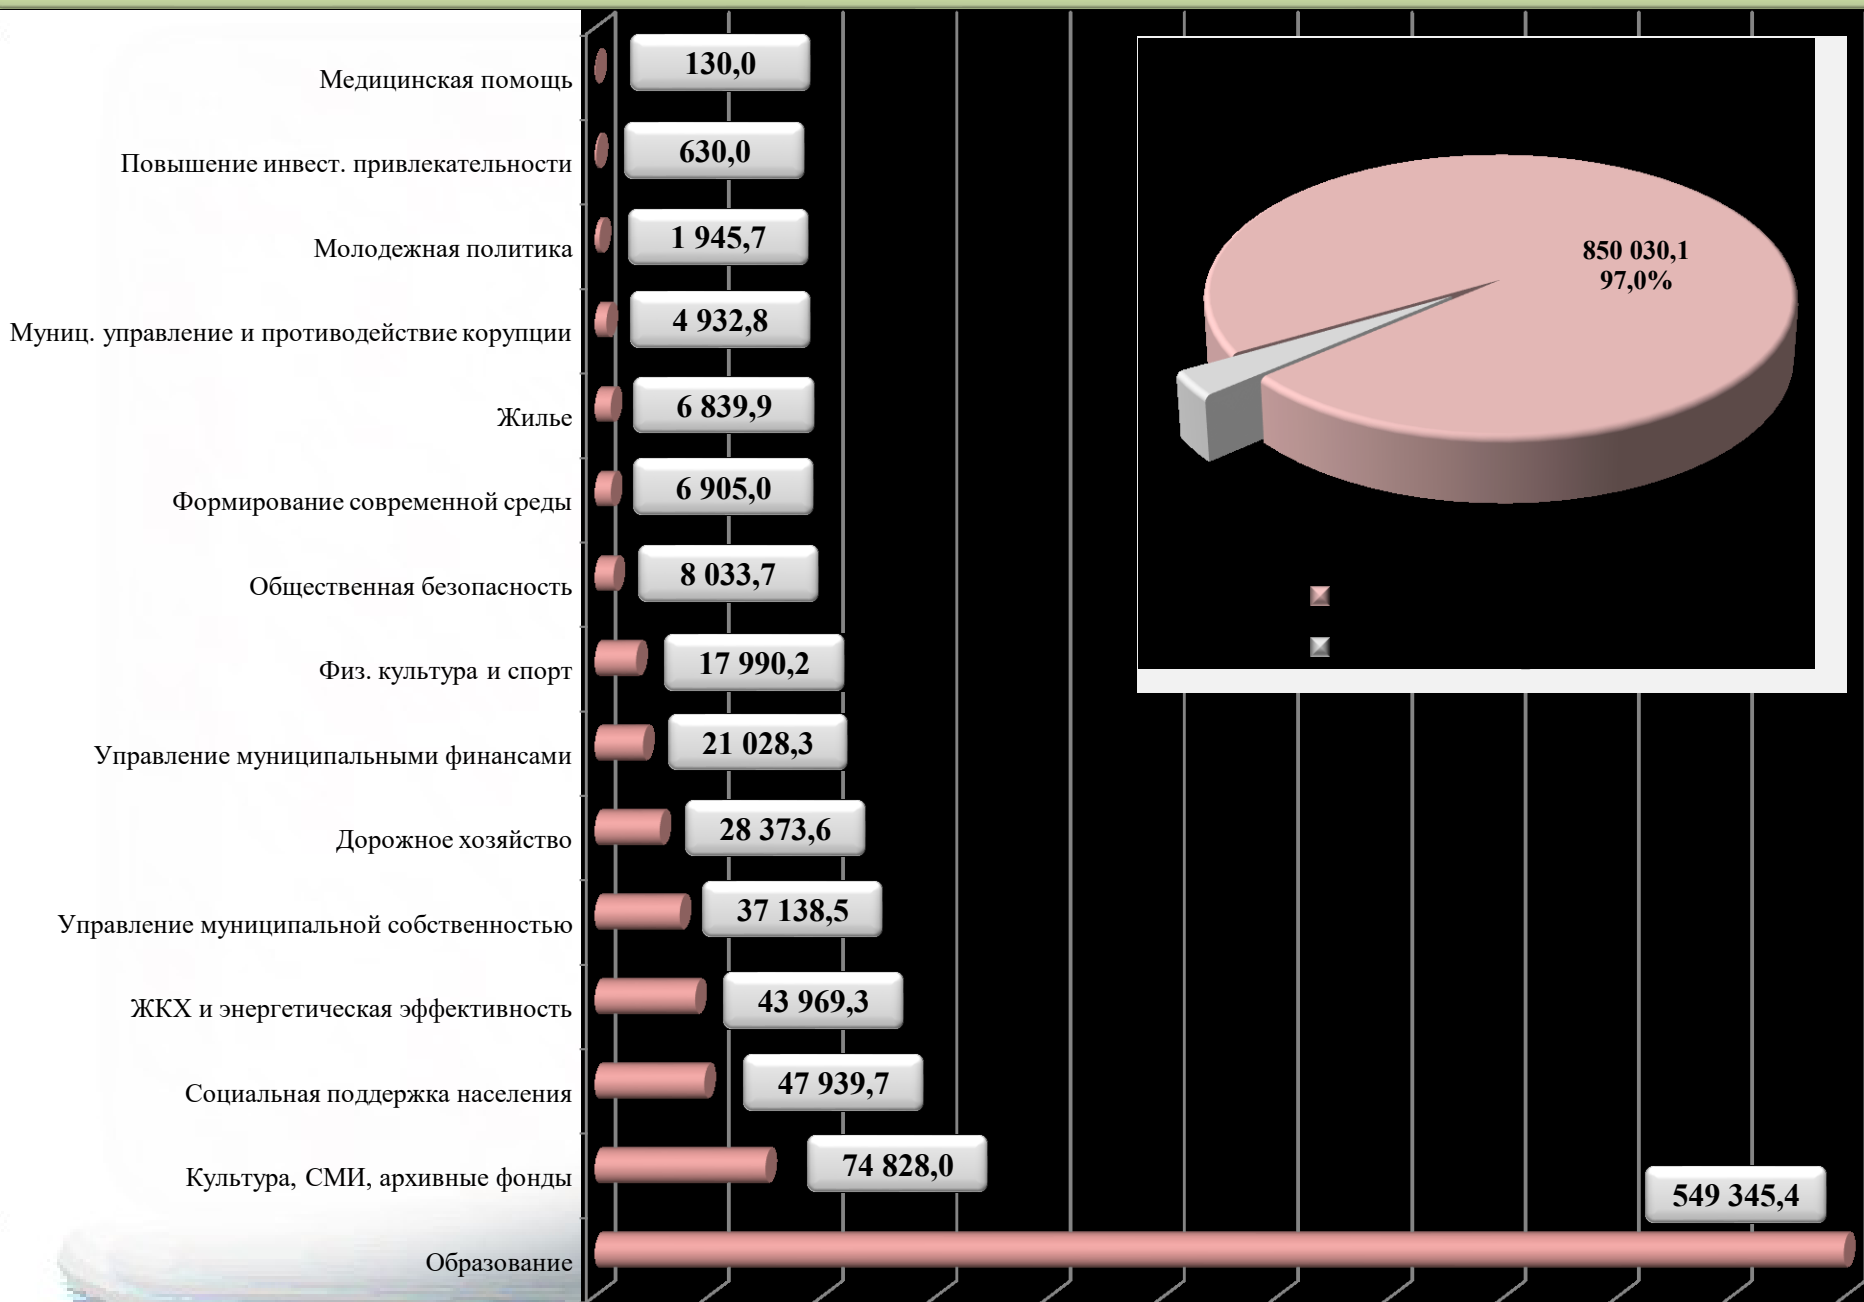 Медицинская помощь
130,0
Повышение инвест. привлекательности
630,0
Молодежная политика
1 945,7
Муниц. управление и противодействие корупции
4 932,8
Жилье
6 839,9
Формирование современной среды
6 905,0
Общественная безопасность
8 033,7
Физ. культура и спорт
17 990,2
Управление муниципальными финансами
21 028,3
Дорожное хозяйство
28 373,6
Управление муниципальной собственностью
37 138,5
ЖКХ и энергетическая эффективность
43 969,3
Социальная поддержка населения
47 939,7
Культура, СМИ, архивные фонды
74 828,0
Образование
549 345,4
850 030,1
97,0%